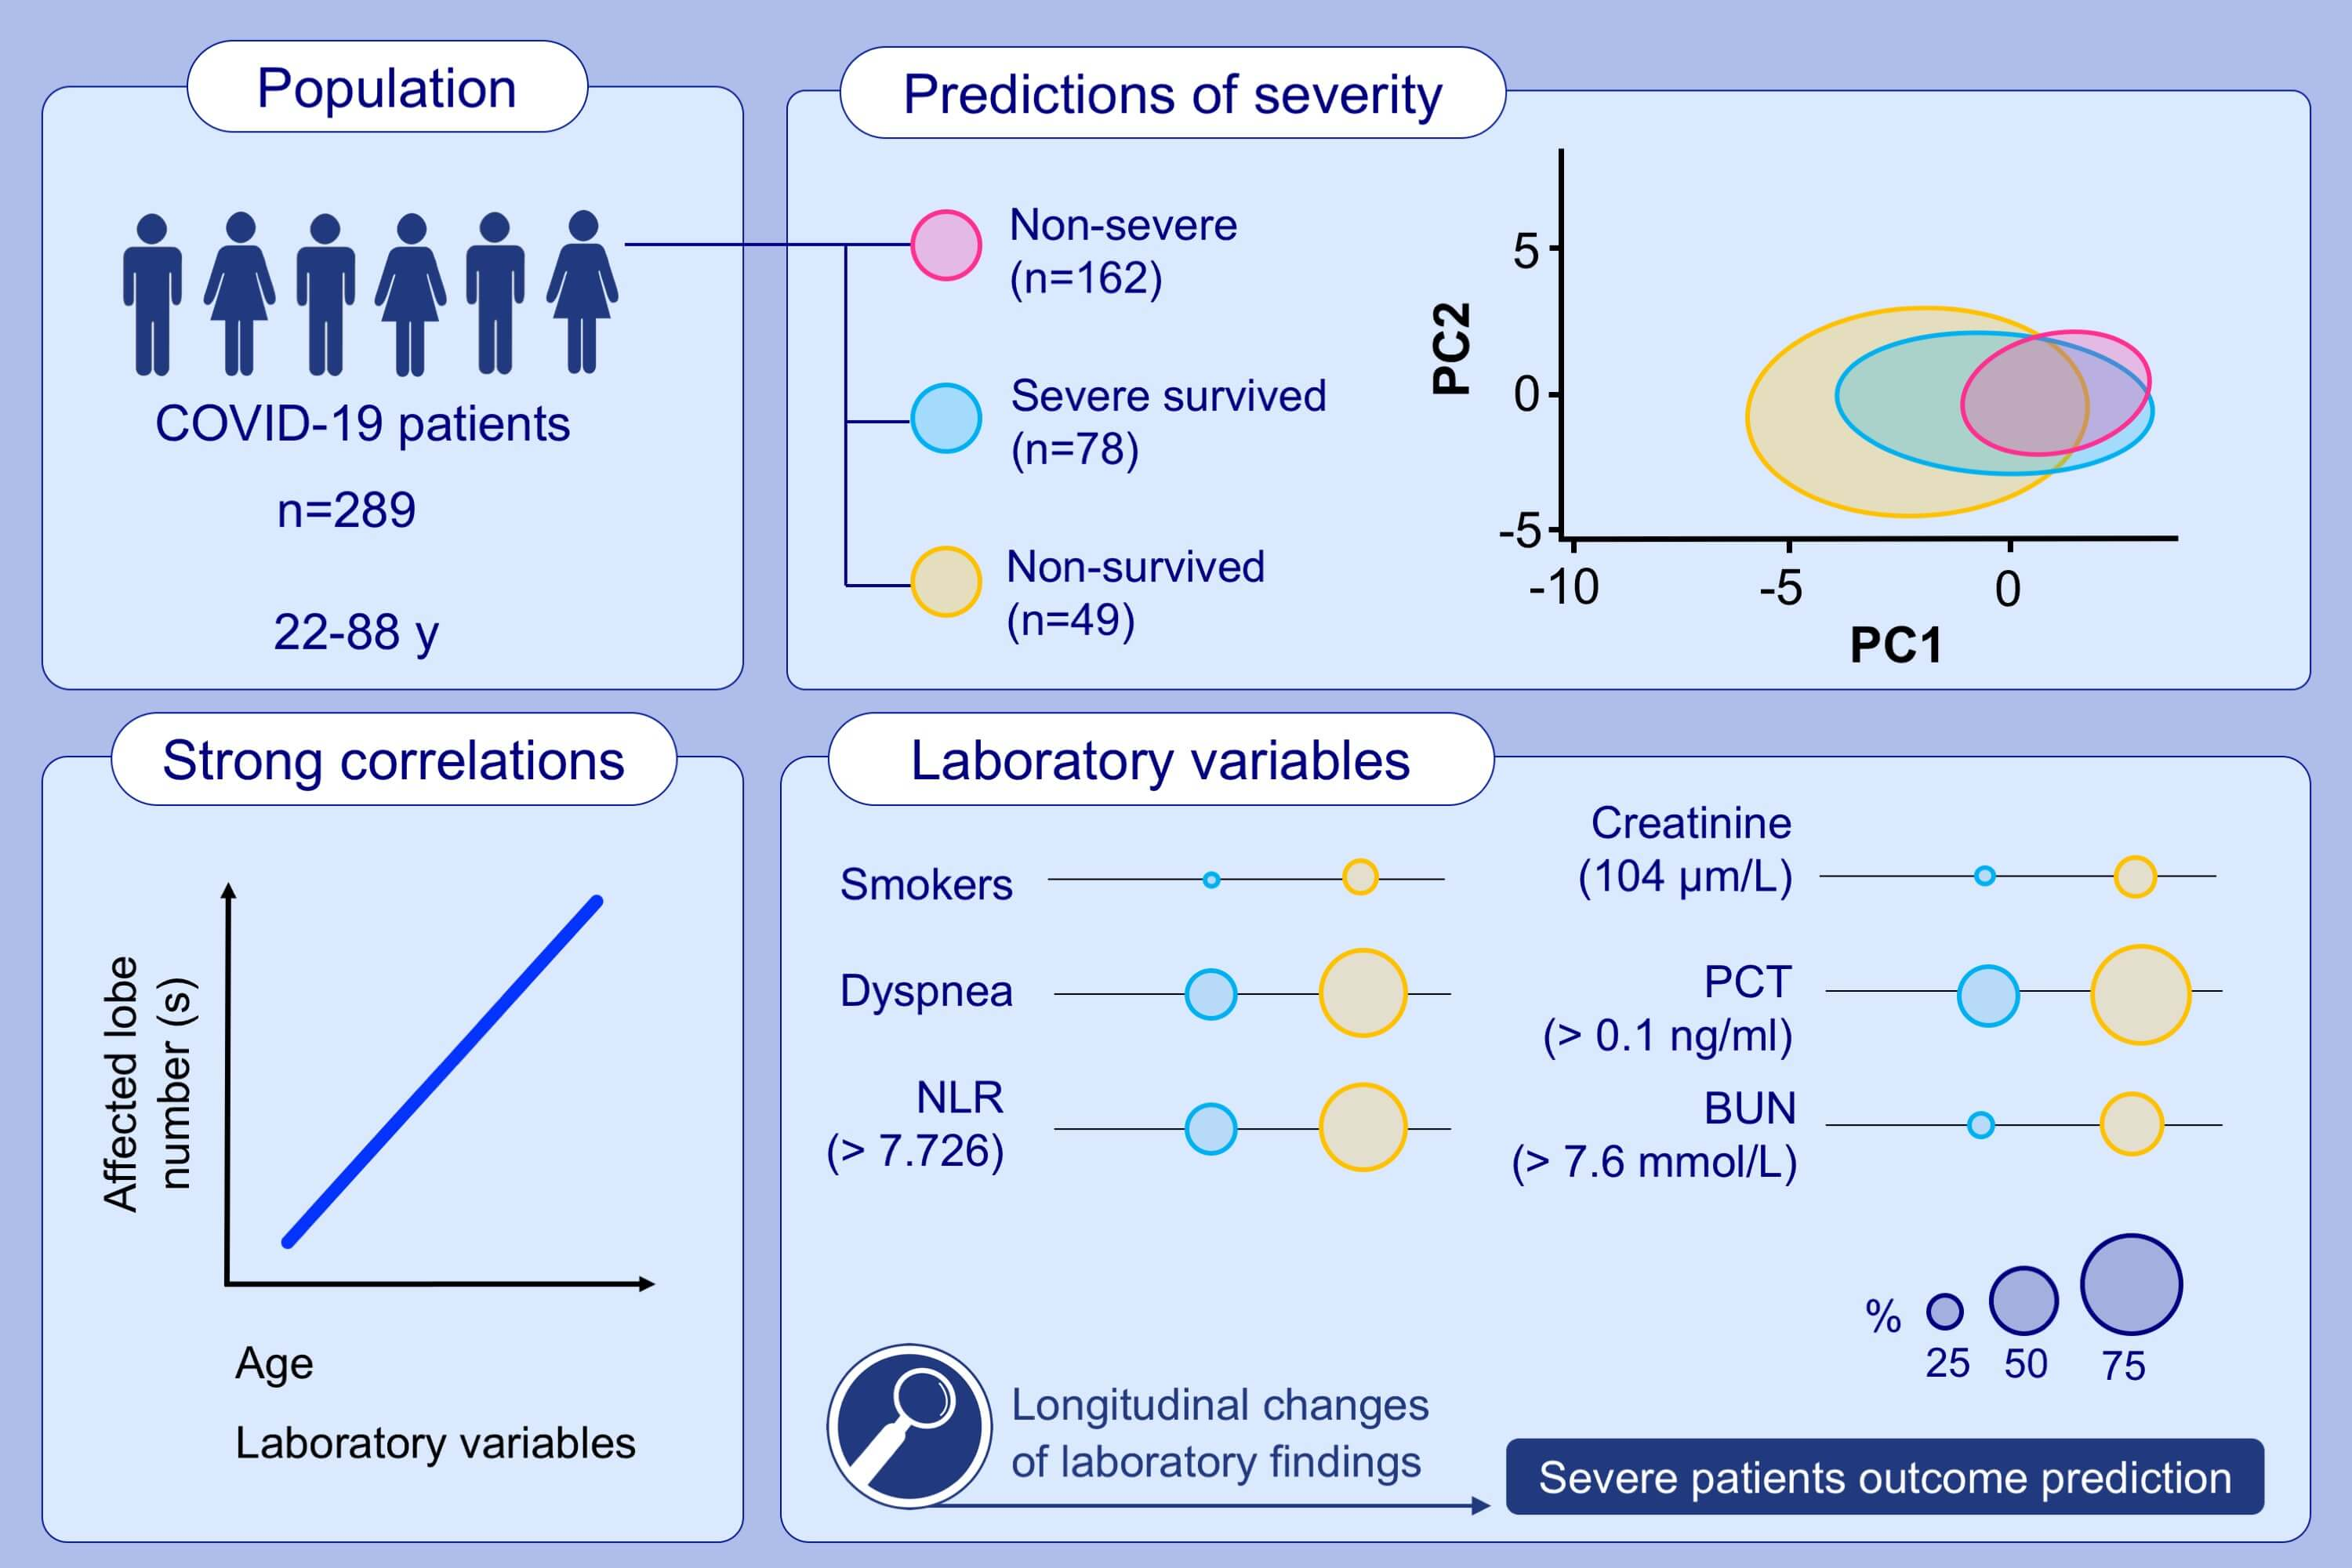 Population
COVID-19 patients
n=289
22-88 y
Predictions of severity
Non-severe
(n=162)
Severe survived
(n=78)
Non-survived
(n=49)
PC2
5
0
-5
-10
-5
0
PC1
Strong correlations
Affected lobe
number (s)
Age
Laboratory variables
Laboratory variables
Smokers
Dyspnea
NLR
(> 7.726)
Creatinine
(104 µm/L)
PCT
(> 0.1 ng/ml)
BUN
(> 7.6 mmol/L)
%
25
50
75
Longitudinal changes
of laboratory findings
Severe patients outcome prediction